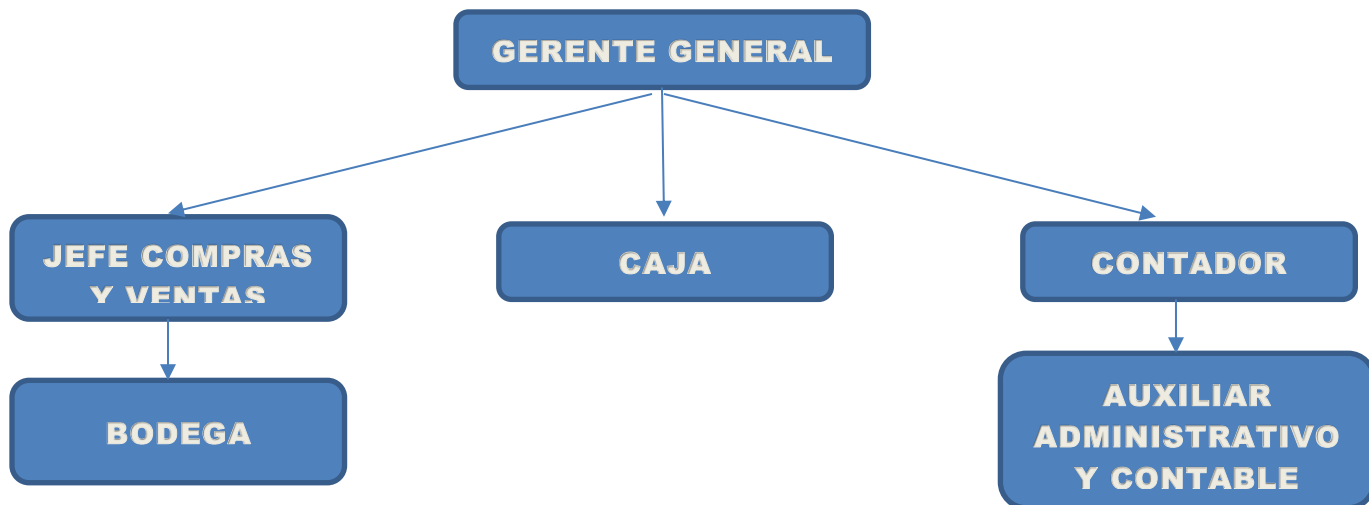 GERENTE GENERAL
JEFE COMPRAS
Y VENTAS
CAJA
CONTADOR
BODEGA
AUXILIAR
ADMINISTRATIVO
Y CONTABLE